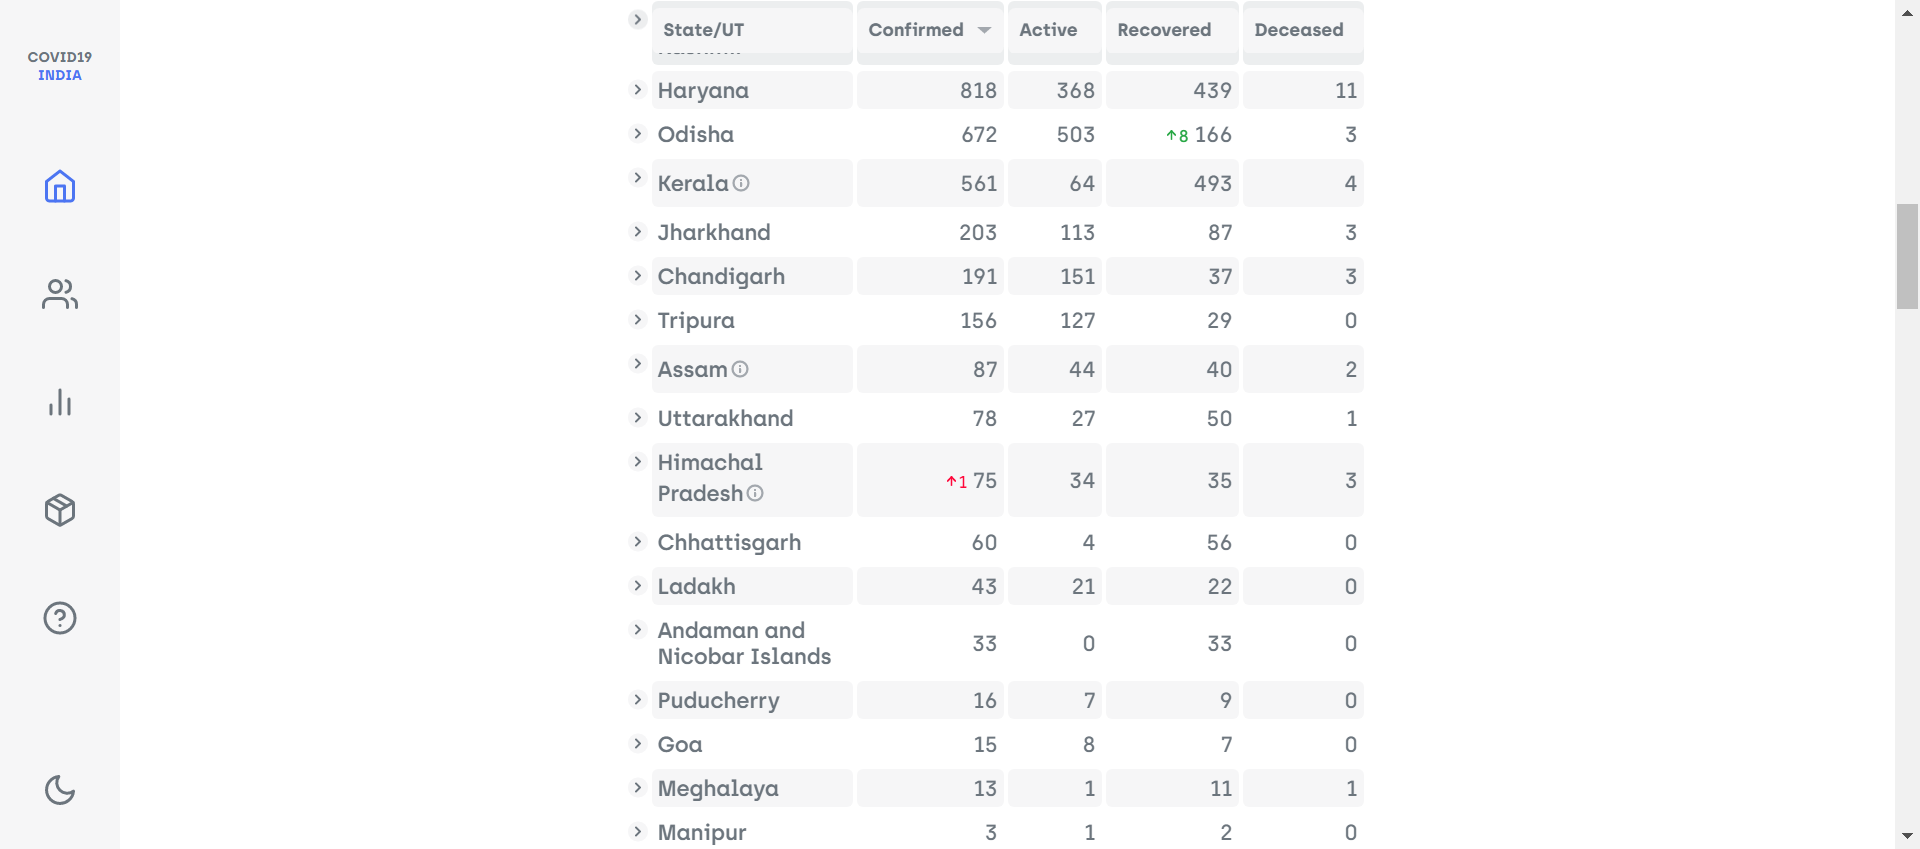 COVID19
INDIA
State/UT Confirmed Active Recovered Deceased
Haryana 818 368 439 11
Odisha 672 503 ↑8 166 3
Kerala 561 64 493 4
Jharkhand 203 113 87 3
Chandigarh 191 151 37 3
Tripura 156 127 29 0
Assam 87 44 40 2
Uttarakhand 78 27 50 1
Himachal
Pradesh ↑1 75 34 35 3
Chhattisgarh 60 4 56 0
Ladakh 43 21 22 0
Andaman and
Nicobar Islands 33 0 33 0
Puducherry 16 7 9 0
Goa 15 8 7 0
Meghalaya 13 1 11 1
Manipur 3 1 2 0